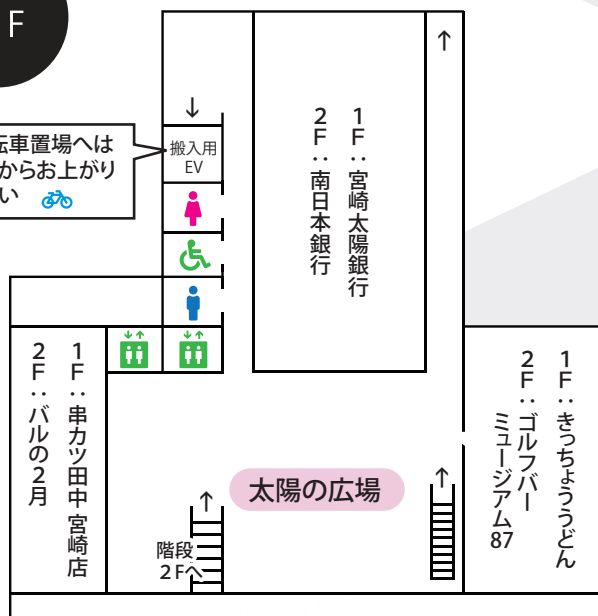 F
転車置場へは
からお上がり
い
搬入用
EV
1F：宮崎太陽銀行
2F：南日本銀行
1F：串カツ田中 宮崎店
2F：バルの2月
1F：きっちょううどん
2F：ゴルフバー
ミュージアム87
太陽の広場
階段
2Fへ